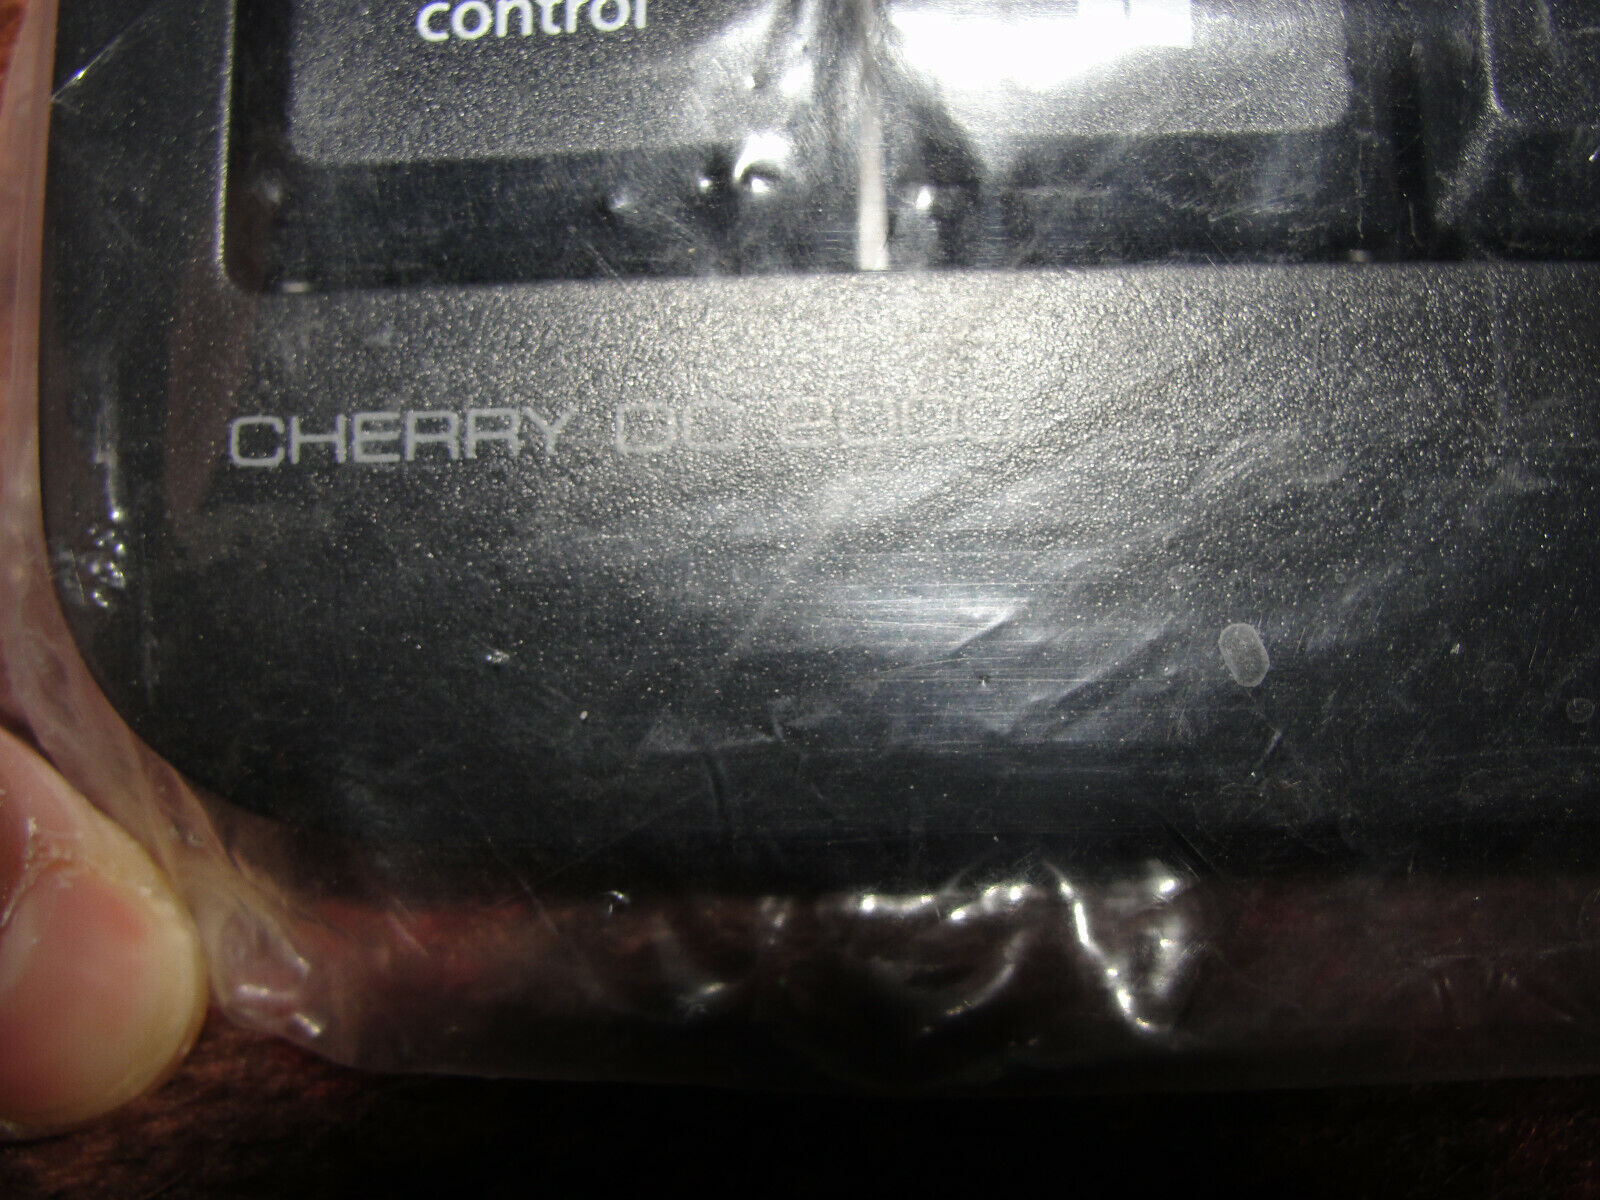 control
CHERRY DC 2000